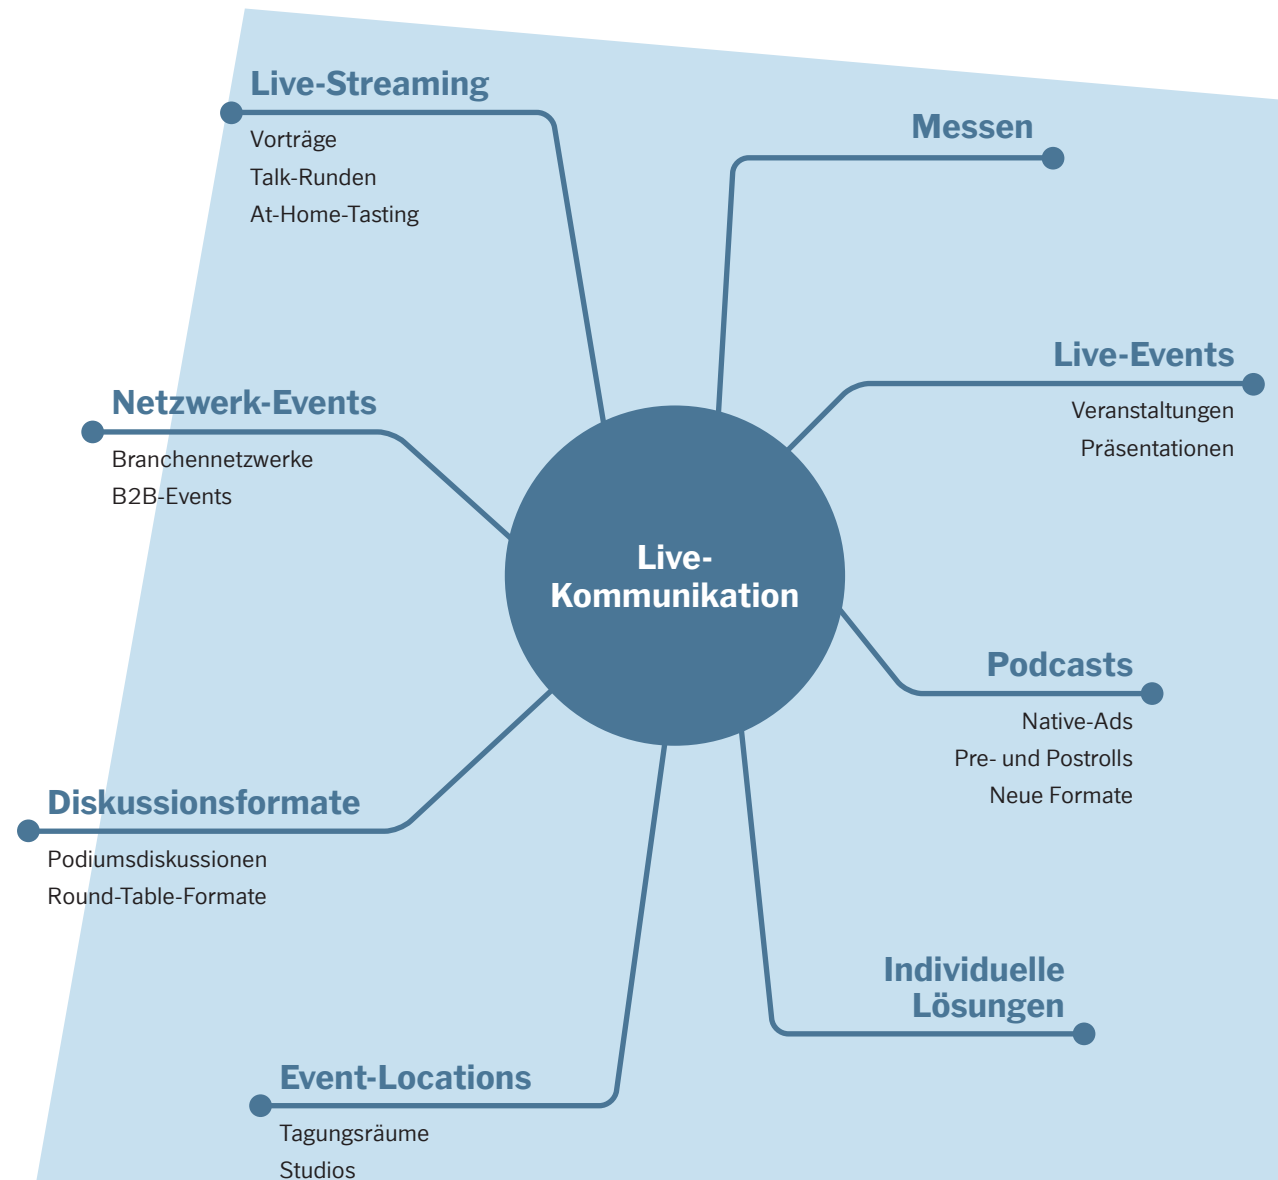 Live-Streaming
Vorträge
Talk-Runden
At-Home-Tasting
Messen
Live-Events
Veranstaltungen
Präsentationen
Netzwerk-Events
Branchennetzwerke
B2B-Events
Live-
Kommunikation
Podcasts
Native-Ads
Pre- und Postrolls
Neue Formate
Diskussionsformate
Podiumsdiskussionen
Round-Table-Formate
Individuelle
Lösungen
Event-Locations
Tagungsräume
Studios